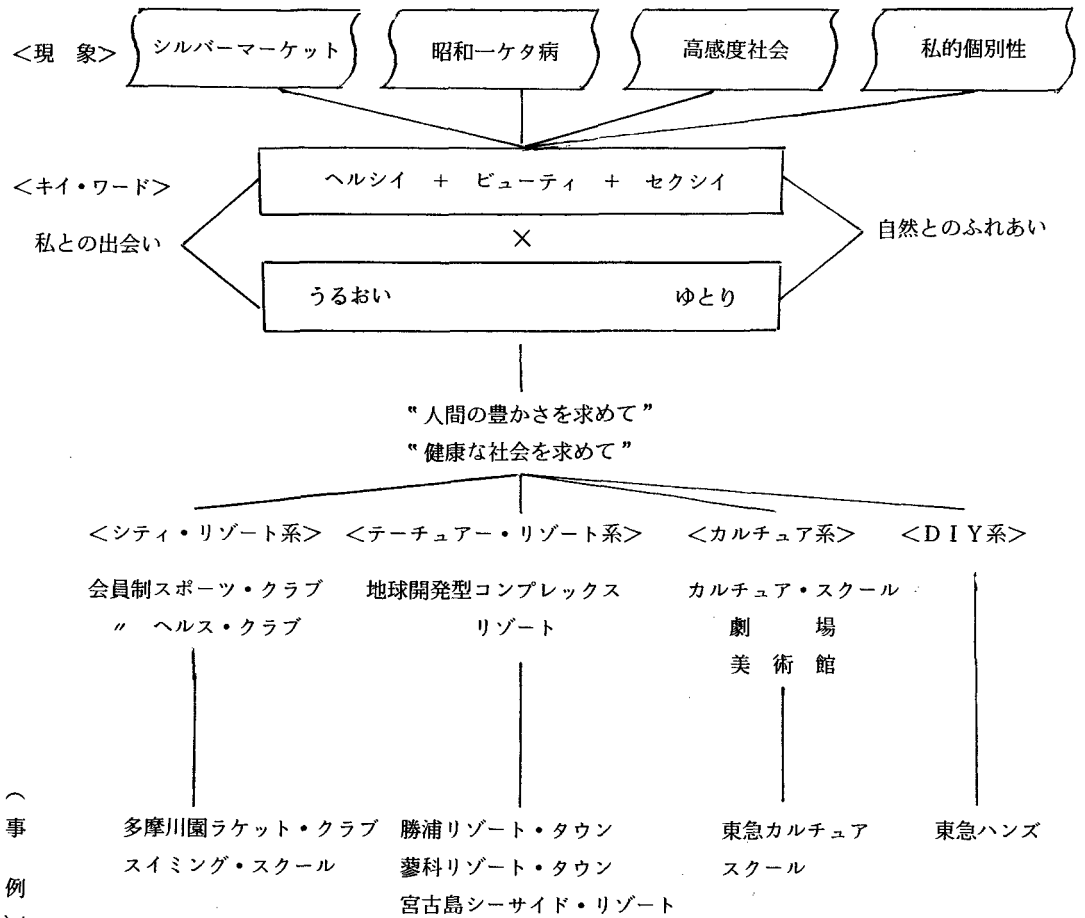 ＜現　象＞ シルバーマーケット 昭和一ケタ病 高感度社会 私的個別性
＜キイ・ワード＞ ヘルシイ ＋ ビューティ ＋ セクシイ
私との出会い × 自然とのふれあい
うるおい ゆとり
〝人間の豊かさを求めて〟
〝健康な社会を求めて〟
＜シティ・リゾート系＞ ＜テーチュアー・リゾート系＞ ＜カルチュア系＞ ＜ＤＩＹ系＞
会員制スポーツ・クラブ 地球開発型コンプレックス カルチュア・スクール
〃 ヘルス・クラブ リゾート 劇　場
美術館
（事　例）
多摩川園ラケット・クラブ 勝浦リゾート・タウン 東急カルチュア 東急ハンズ
スイミング・スクール 蓼科リゾート・タウン スクール
宮古島シーサイド・リゾート